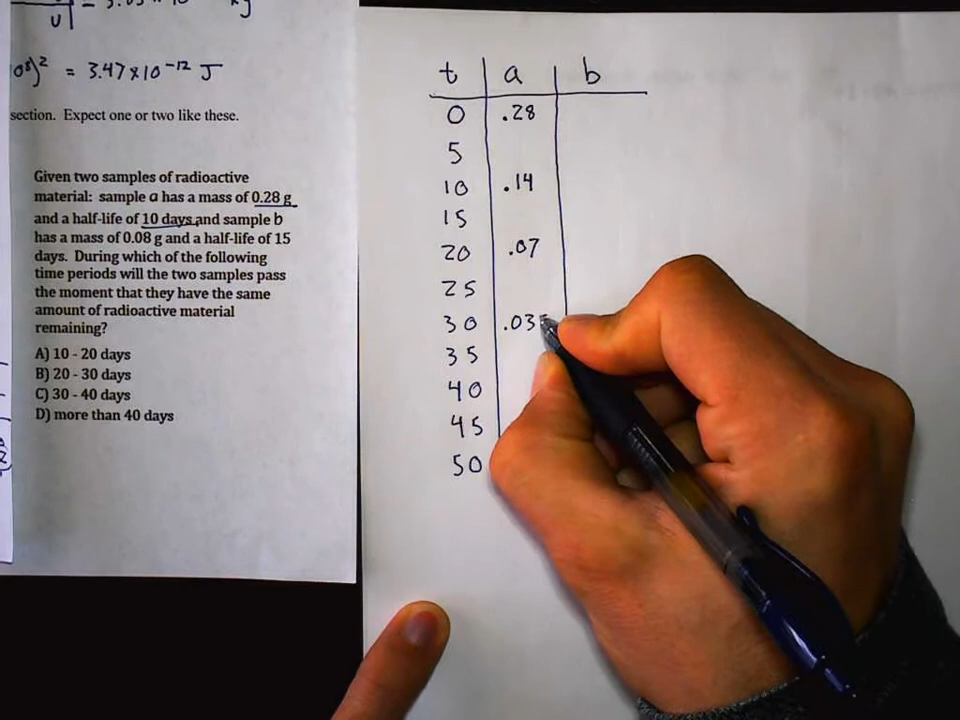 = 3.47×10⁻¹² J
section. Expect one or two like these.
Given two samples of radioactive
material: sample a has a mass of 0.28 g
and a half-life of 10 days and sample b
has a mass of 0.08 g and a half-life of 15
days. During which of the following
time periods will the two samples pass
the moment that they have the same
amount of radioactive material
remaining?
A) 10 - 20 days
B) 20 - 30 days
C) 30 - 40 days
D) more than 40 days
t a b
0 .28
5
10 .14
15
20 .07
25
30 .035
35
40
45
50